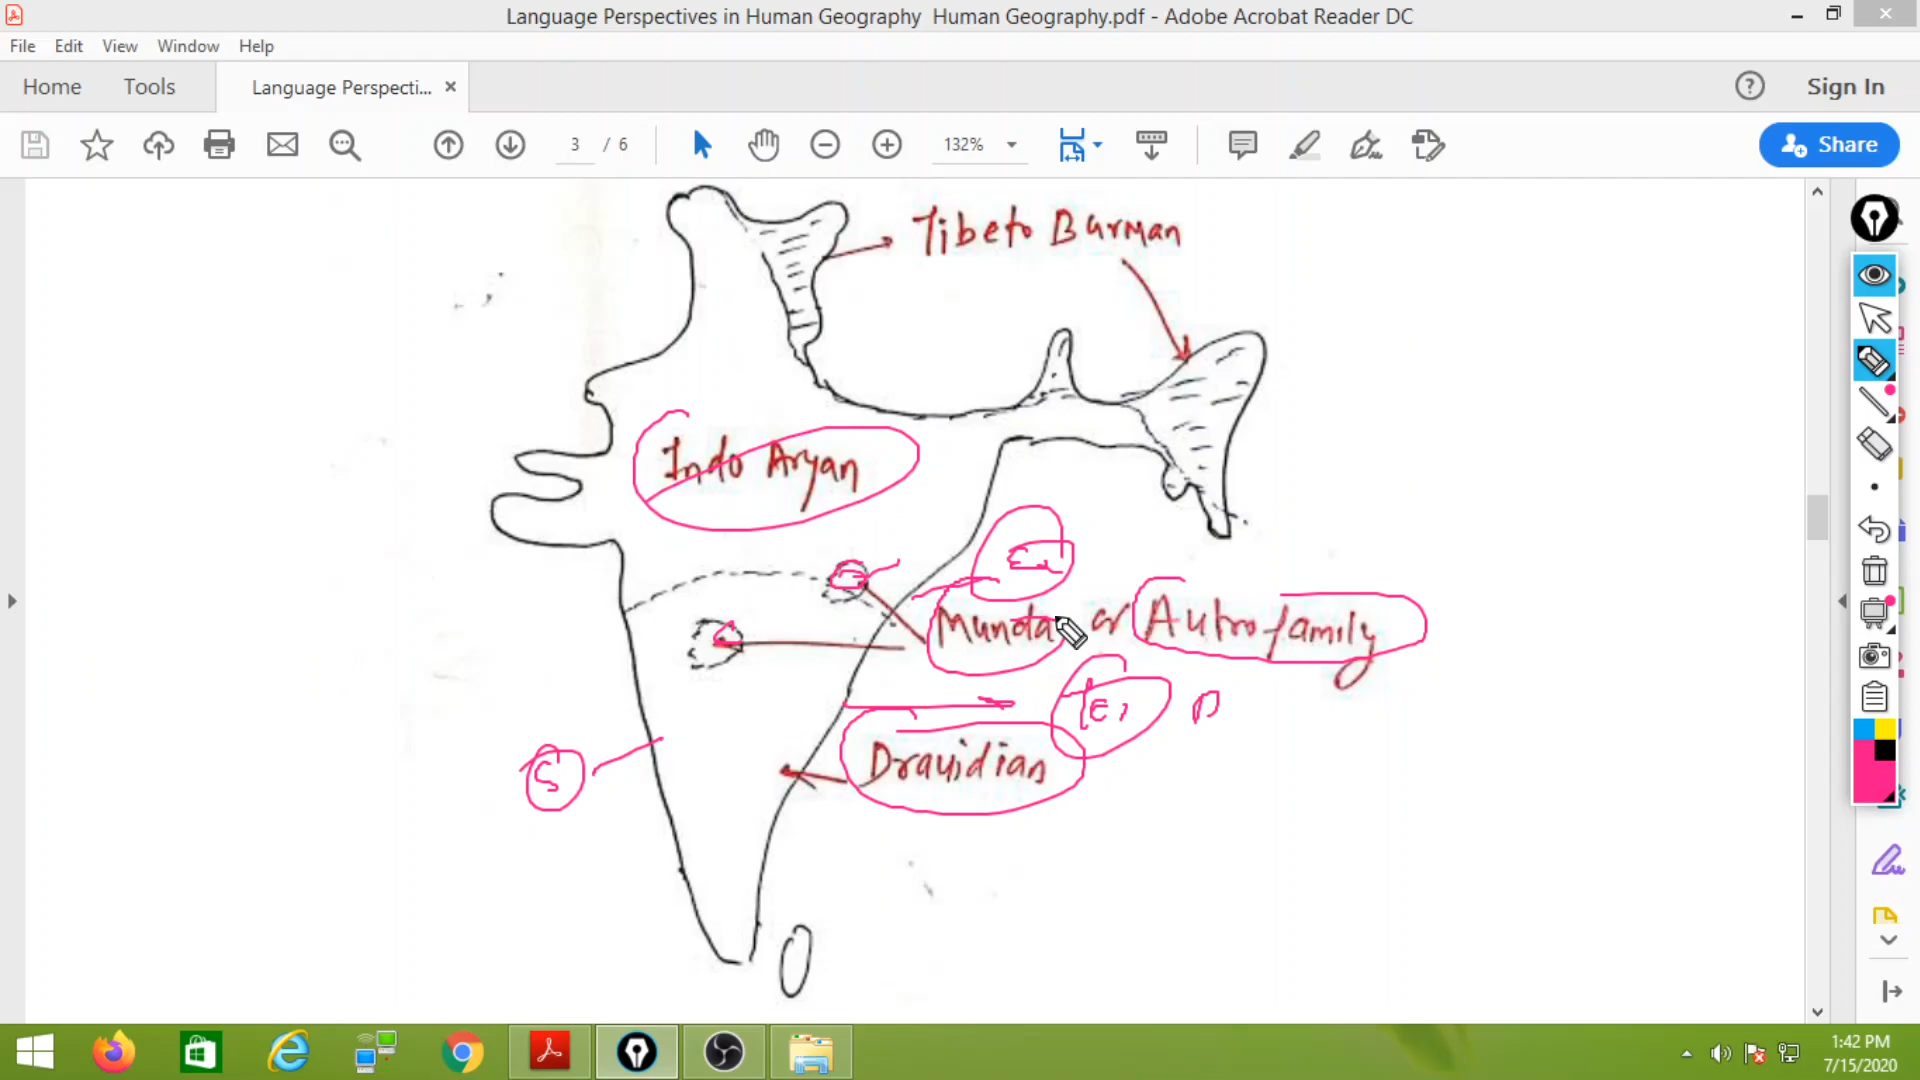 Language Perspectives in Human Geography Human Geography.pdf - Adobe Acrobat Reader DC
File Edit View Window Help
Home Tools Language Perspecti... Sign In
3 / 6 132% Share
Tibeto Burman
Indo Aryan
Munda or Autrofamily
S
Dravidian
1:42 PM
7/15/2020